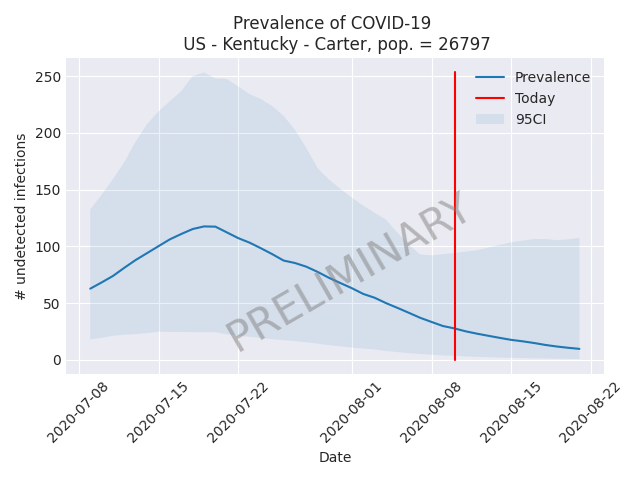 Prevalence of COVID-19
US - Kentucky - Carter, pop. = 26797
# undetected infections
250
200
150
100
50
0
Prevalence
Today
95CI
PRELIMINARY
2020-07-08
2020-07-15
2020-07-22
2020-08-01
2020-08-08
2020-08-15
2020-08-22
Date